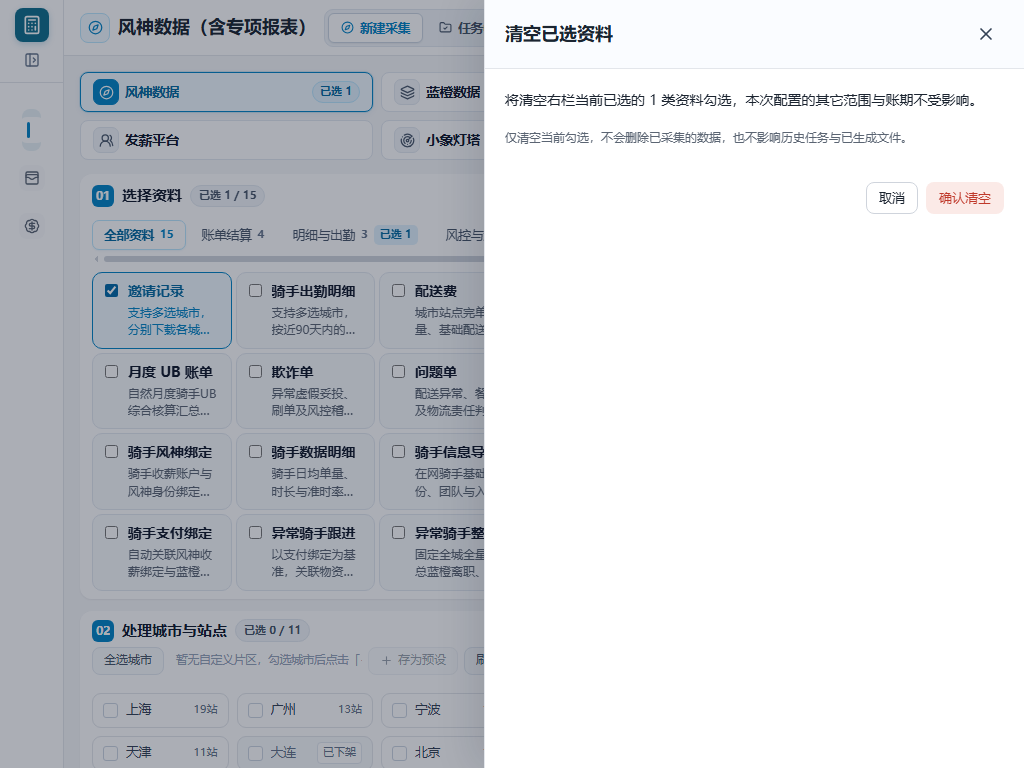 风神数据（含专项报表）
新建采集
任务
风神数据
已选 1
蓝橙数据
发薪平台
小象灯塔
01 选择资料 已选 1 / 15
全部资料 15 账单结算 4 明细与出勤 3 已选 1 风控与
邀请记录
支持多选城市，
分别下载各城...
骑手出勤明细
支持多选城市，
按近90天内的...
配送费
城市站点完单
量、基础配送
月度 UB 账单
自然月度骑手UB
综合核算汇总...
欺诈单
异常虚假妥投、
刷单及风控稽...
问题单
配送异常、餐
及物流责任判
骑手风神绑定
骑手收薪账户与
风神身份绑定...
骑手数据明细
骑手日均单量、
时长与准时率...
骑手信息导
在网骑手基础
份、团队与入
骑手支付绑定
自动关联风神收
薪绑定与蓝橙...
异常骑手跟进
以支付绑定为基
准，关联物资...
异常骑手整
固定全城全量
总蓝橙离职、
02 处理城市与站点 已选 0 / 11
全选城市 暂无自定义片区，勾选城市后点击「 存为预设
上海 19站
广州 13站
宁波
天津 11站
大连 已下架
北京
清空已选资料
将清空右栏当前已选的 1 类资料勾选，本次配置的其它范围与账期不受影响。
仅清空当前勾选，不会删除已采集的数据，也不影响历史任务与已生成文件。
取消
确认清空